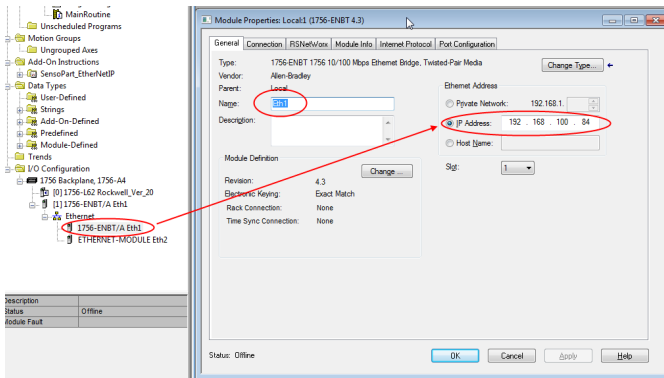 MainRoutine
Unscheduled Programs
Motion Groups
Ungrouped Axes
Add-On Instructions
SensoPart_EtherNetIP
Data Types
User-Defined
Strings
Add-On-Defined
Predefined
Module-Defined
Trends
I/O Configuration
1756 Backplane, 1756-A4
[0] 1756-L62 Rockwell_Ver_20
[1] 1756-ENBT/A Eth1
Ethernet
1756-ENBT/A Eth1
ETHERNET-MODULE Eth2
Description
Status Offline
Module Fault
Module Properties: Local:1 (1756-ENBT 4.3)
General Connection RSNetWorx Module Info Internet Protocol Port Configuration
Type: 1756-ENBT 1756 10/100 Mbps Ethernet Bridge, Twisted-Pair Media
Change Type...
Vendor: Allen-Bradley
Parent: Local
Name: Eth1
Description:
Ethernet Address
Private Network: 192.168.1.
IP Address: 192 . 168 . 100 . 84
Host Name:
Module Definition
Change ...
Slot: 1
Revision: 4.3
Electronic Keying: Exact Match
Rack Connection: None
Time Sync Connection: None
Status: Offline
OK Cancel Apply Help